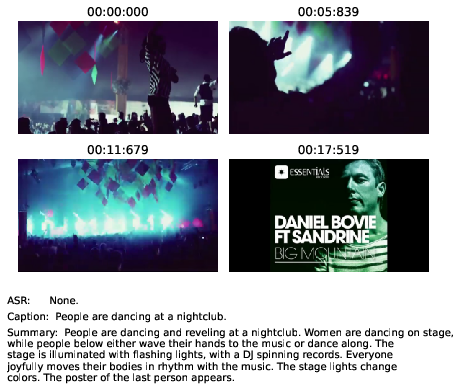 00:00:000
00:05:839
00:11:679
00:17:519
ESSENTIALS
DANIEL BOVIE
FT SANDRINE
BIG MOUNTAIN
ASR: None.
Caption: People are dancing at a nightclub.
Summary: People are dancing and reveling at a nightclub. Women are dancing on stage,
while people below either wave their hands to the music or dance along. The
stage is illuminated with flashing lights, with a DJ spinning records. Everyone
joyfully moves their bodies in rhythm with the music. The stage lights change
colors. The poster of the last person appears.